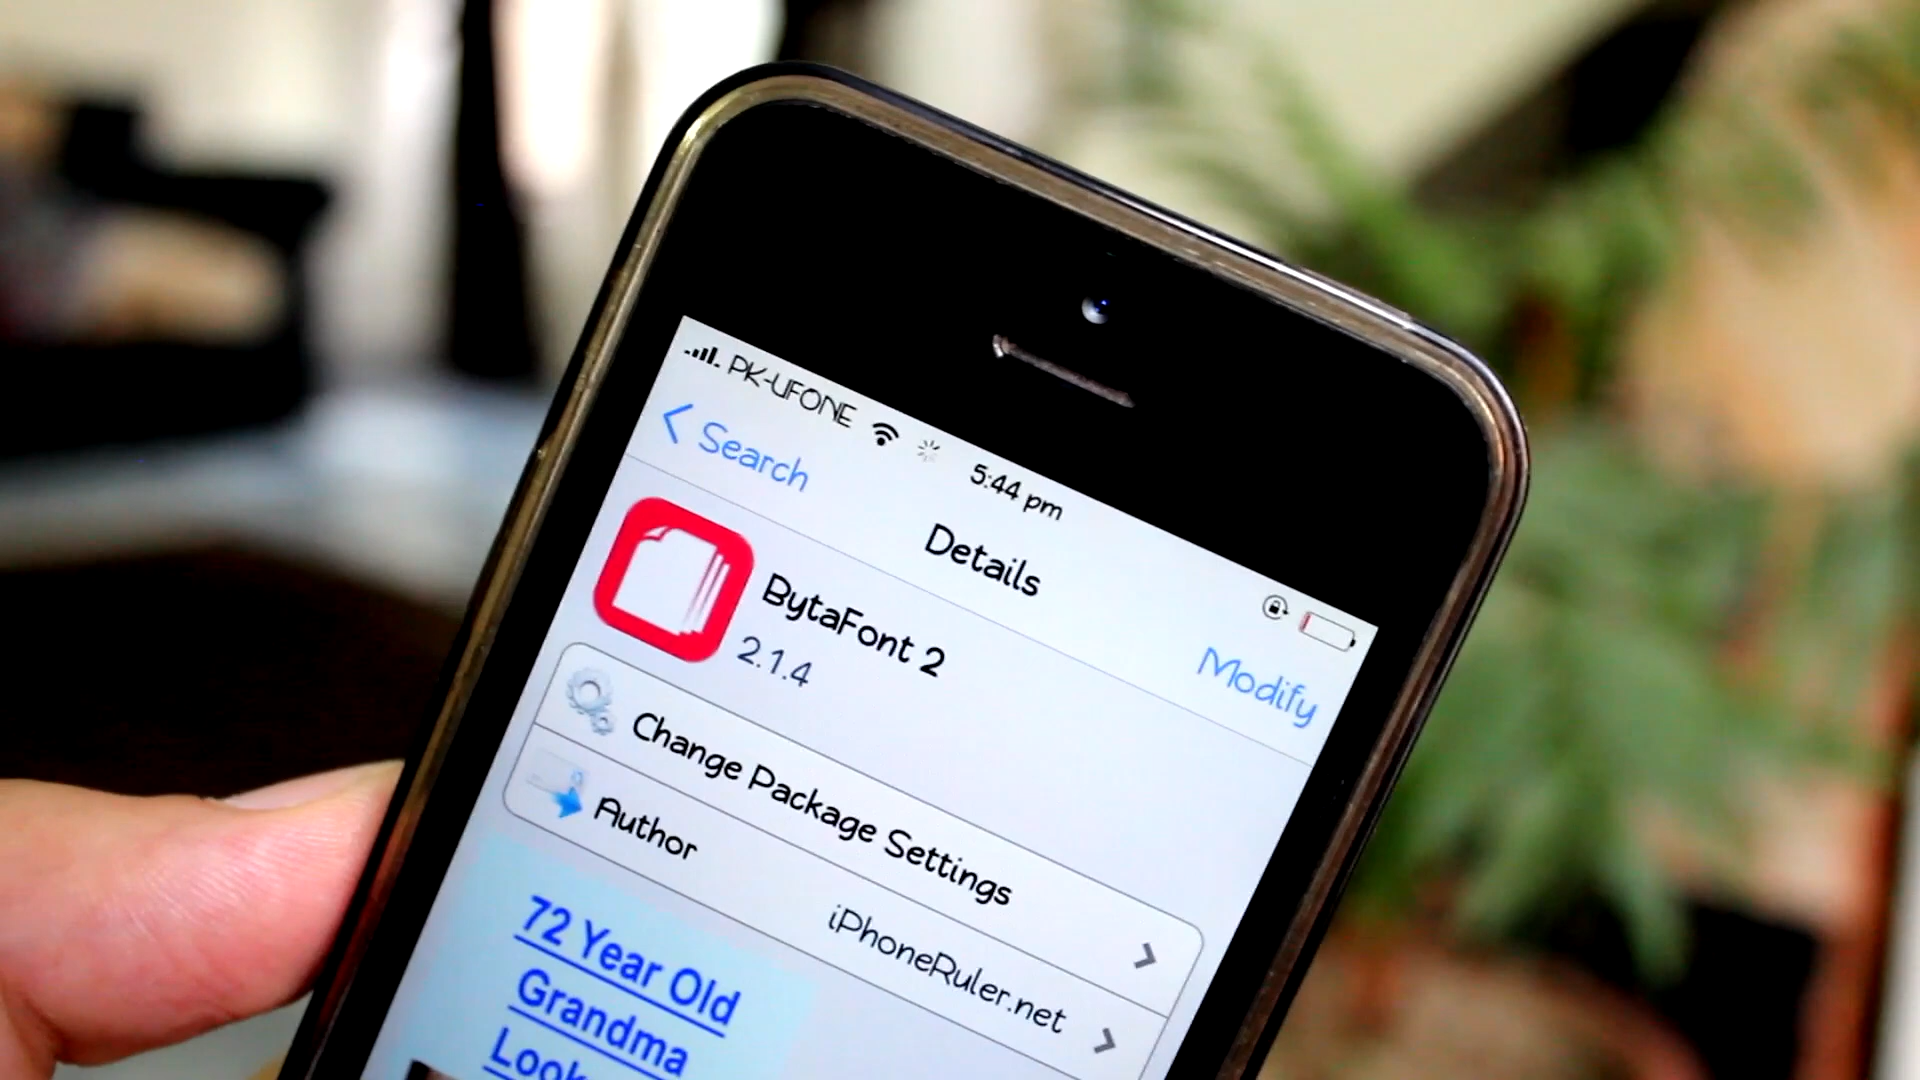 PK-UFONE
5:44 pm
Search
Details
Modify
BytaFont 2
2.1.4
Change Package Settings
Author
iPhoneRuler.net
72 Year Old
Grandma